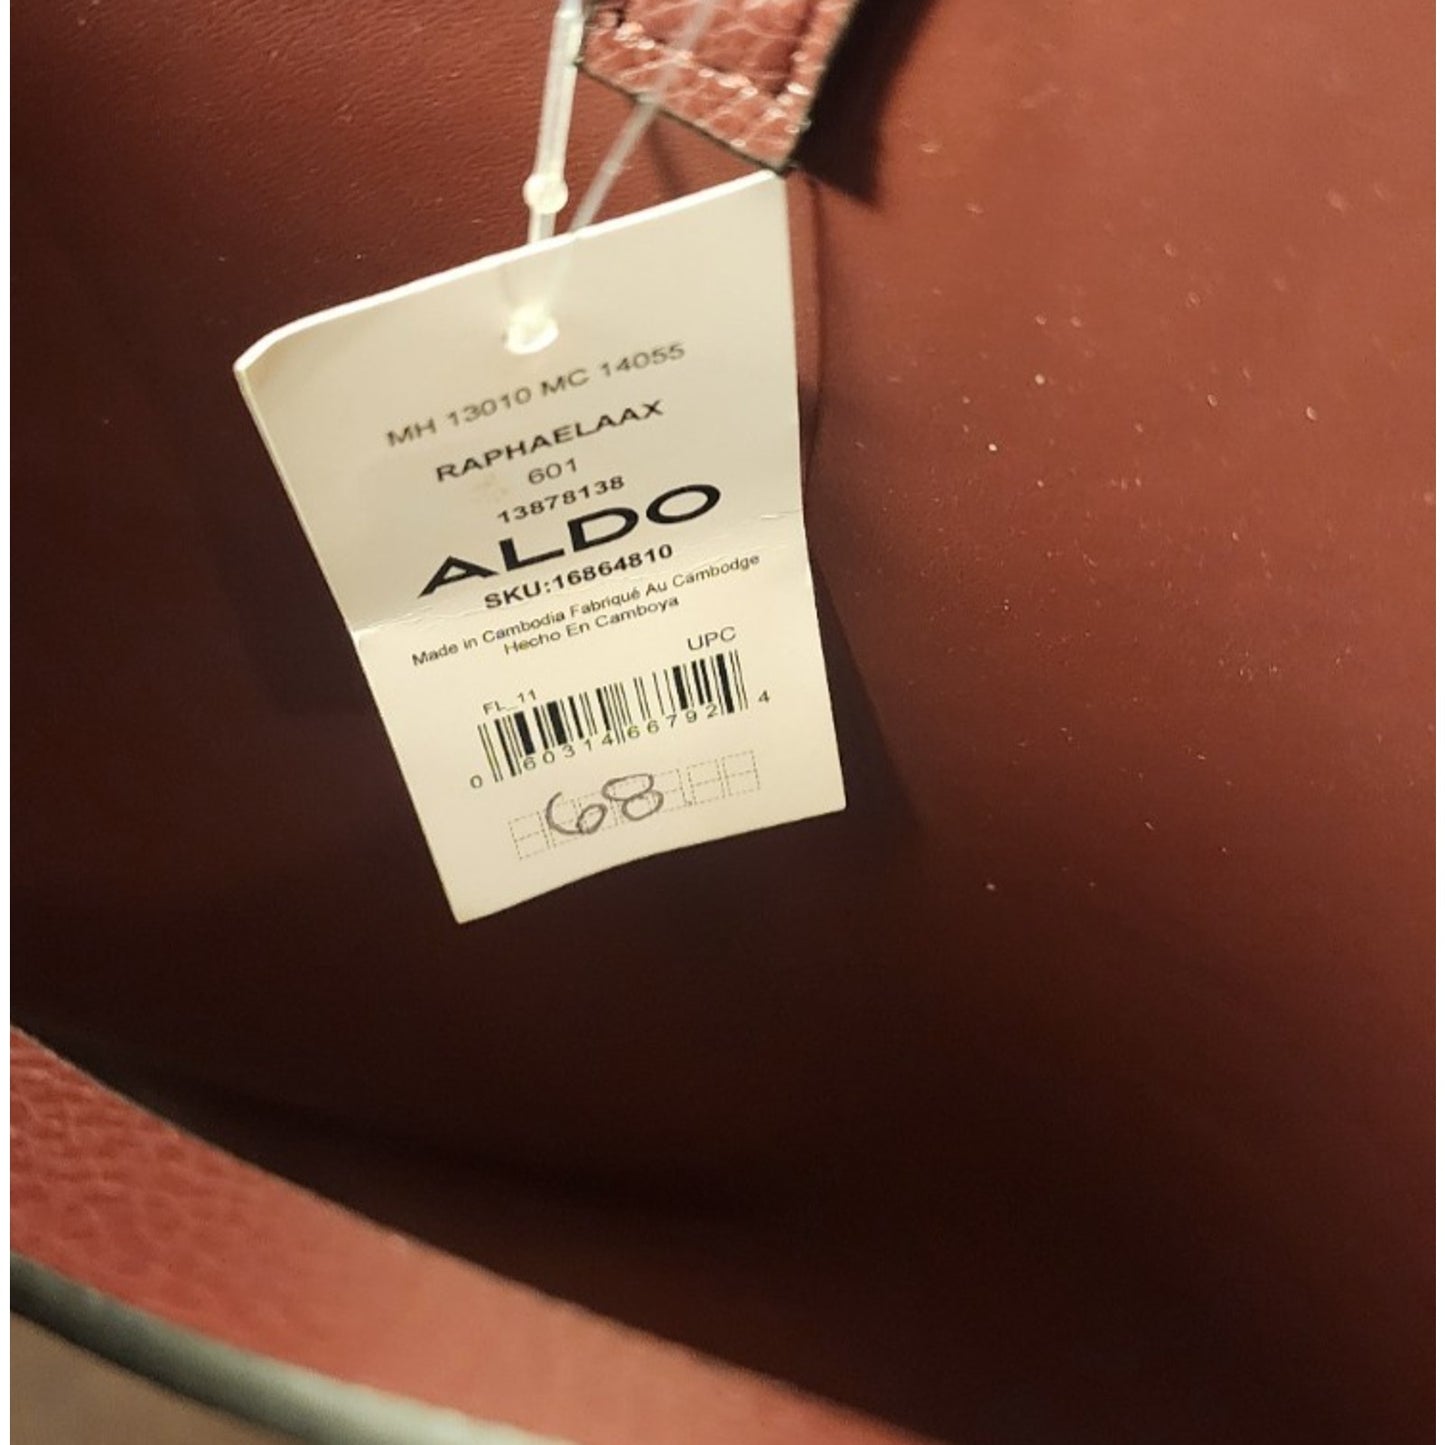 MH 13010 MC 14055
RAPHAELAAX
601
13878138
ALDO
SKU:16864810
Made in Cambodia Fabriqué Au Cambodge
Hecho En Camboya
UPC
FL_11
0 60314 66792 4
68